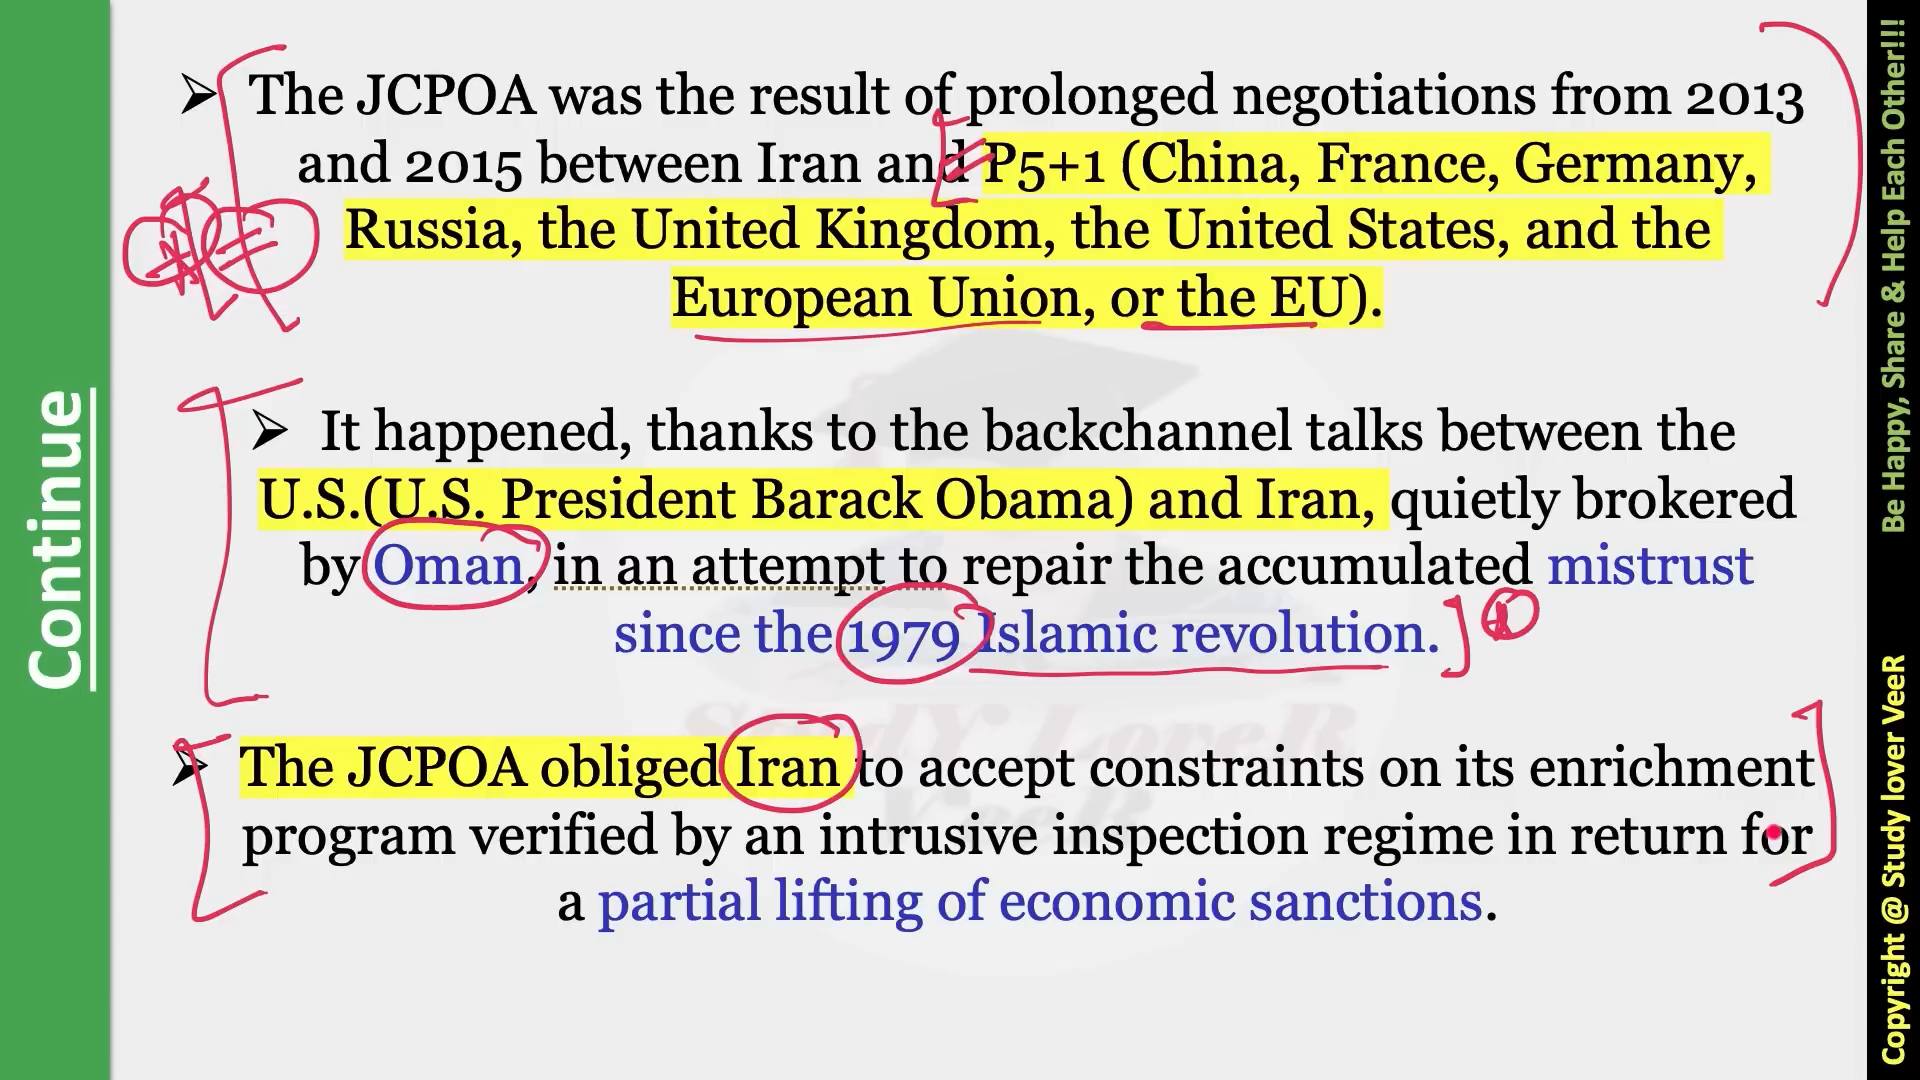 Continue
➢ The JCPOA was the result of prolonged negotiations from 2013
and 2015 between Iran and P5+1 (China, France, Germany,
Russia, the United Kingdom, the United States, and the
European Union, or the EU).
➢ It happened, thanks to the backchannel talks between the
U.S.(U.S. President Barack Obama) and Iran, quietly brokered
by Oman, in an attempt to repair the accumulated mistrust
since the 1979 Islamic revolution.
➢ The JCPOA obliged Iran to accept constraints on its enrichment
program verified by an intrusive inspection regime in return for
a partial lifting of economic sanctions.
StudY LoveR
VeeR
Be Happy, Share & Help Each Other!!!
Copyright @ Study lover VeeR